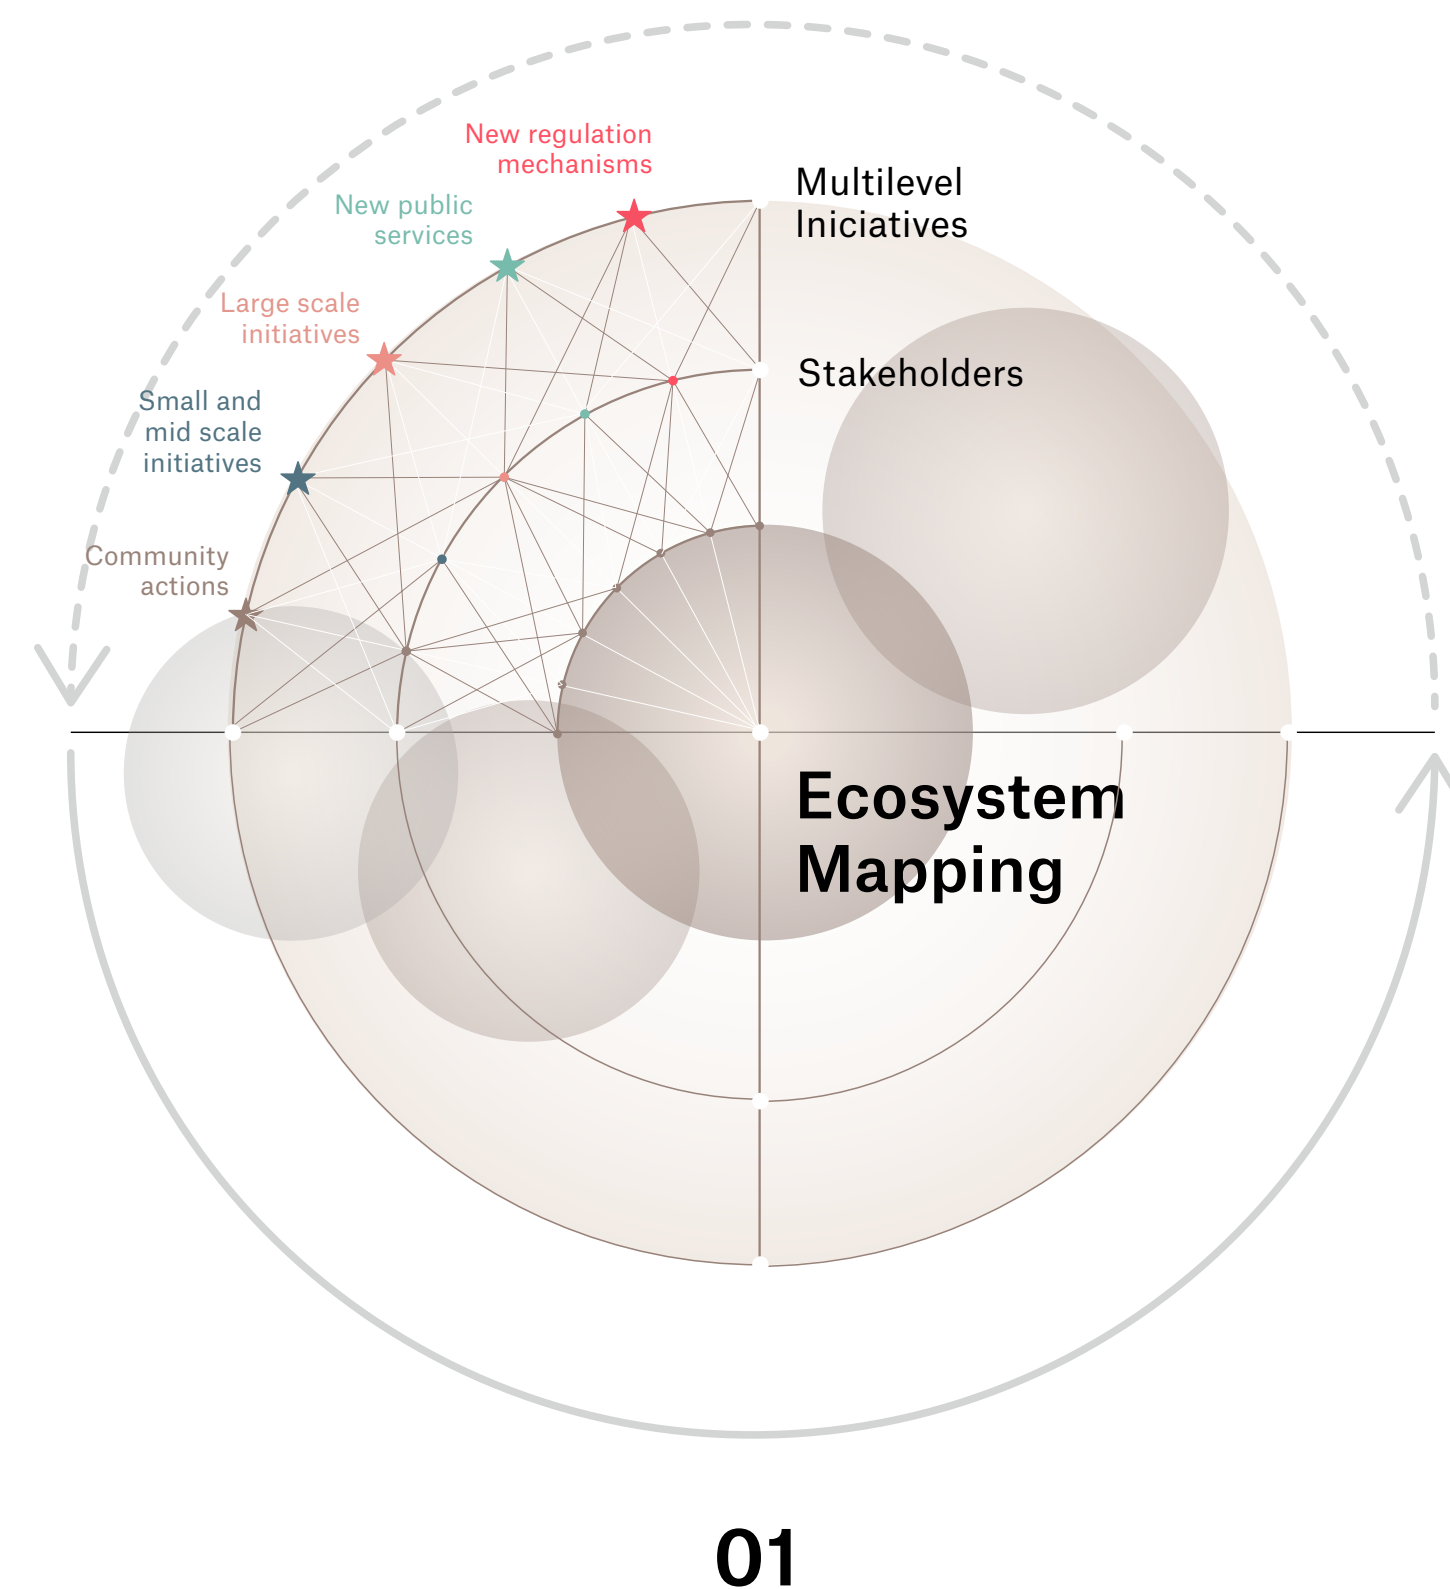 New regulation
mechanisms
New public
services
Large scale
initiatives
Small and
mid scale
initiatives
Community
actions
Multilevel
Iniciatives
Stakeholders
Ecosystem
Mapping
01